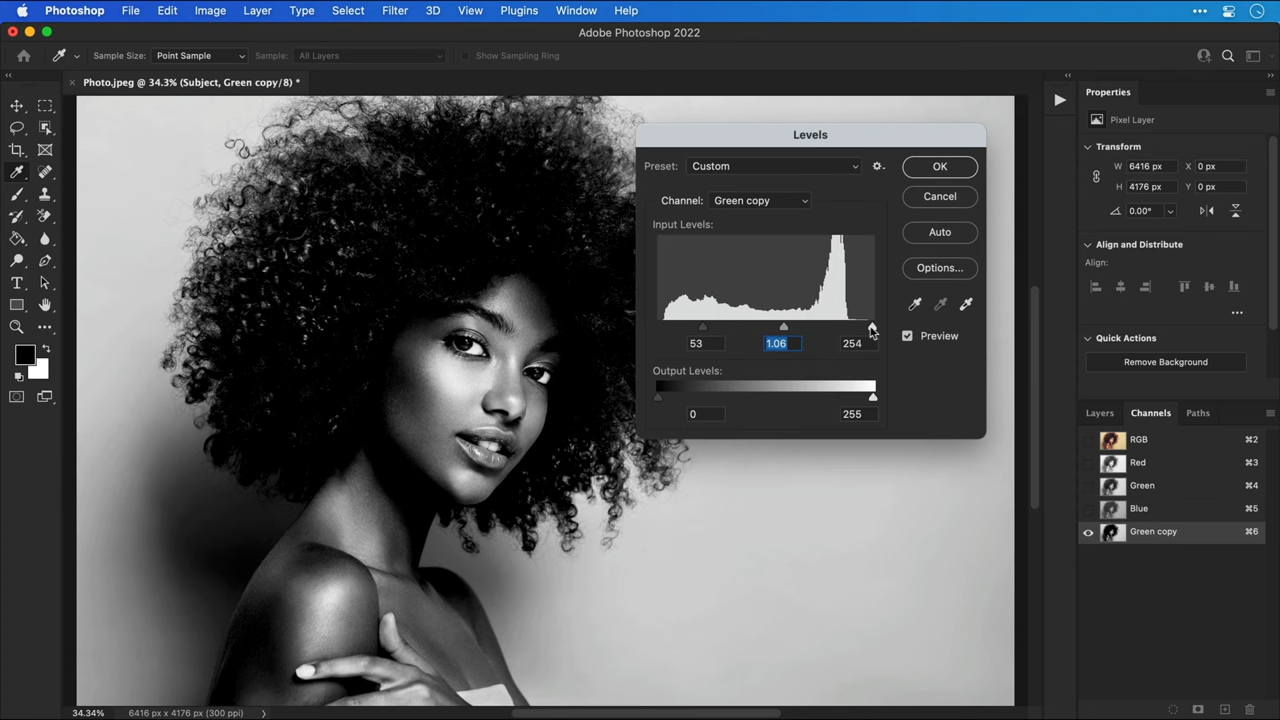 Photoshop File Edit Image Layer Type Select Filter 3D View Plugins Window Help
Adobe Photoshop 2022
Sample Size: Point Sample Sample: All Layers Show Sampling Ring
Photo.jpeg @ 34.3% (Subject, Green copy/8) *
Levels
Preset: Custom
OK
Cancel
Channel: Green copy
Input Levels:
Auto
Options...
Preview
53 1.06 254
Output Levels:
0 255
Properties
Pixel Layer
Transform
W 6416 px X 0 px
H 4176 px Y 0 px
0.00°
Align and Distribute
Align:
Quick Actions
Remove Background
Layers Channels Paths
RGB ⌘2
Red ⌘3
Green ⌘4
Blue ⌘5
Green copy ⌘6
34.34% 6416 px x 4176 px (300 ppi)